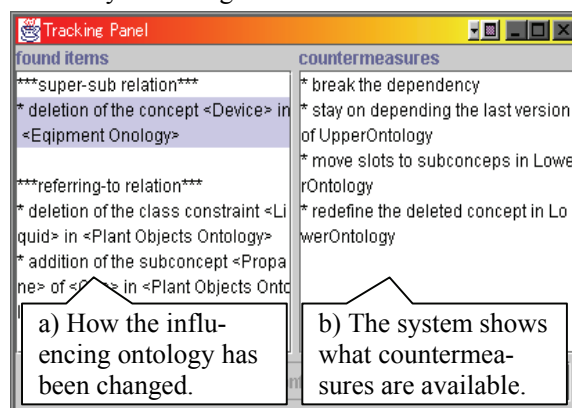 Tracking Panel
found items
***super-sub relation***
* deletion of the concept <Device> in
<Eqipment Onology>
***referring-to relation***
* deletion of the class constraint <Li
quid> in <Plant Objects Ontology>
* addition of the subconcept <Propa
ne> of in <Plant Objects Onto
a) How the influ-
encing ontology has
been changed.
countermeasures
* break the dependency
* stay on depending the last version
of UpperOntology
* move slots to subconceps in Lowe
rOntology
* redefine the deleted concept in Lo
werOntology
b) The system shows
what countermea-
sures are available.